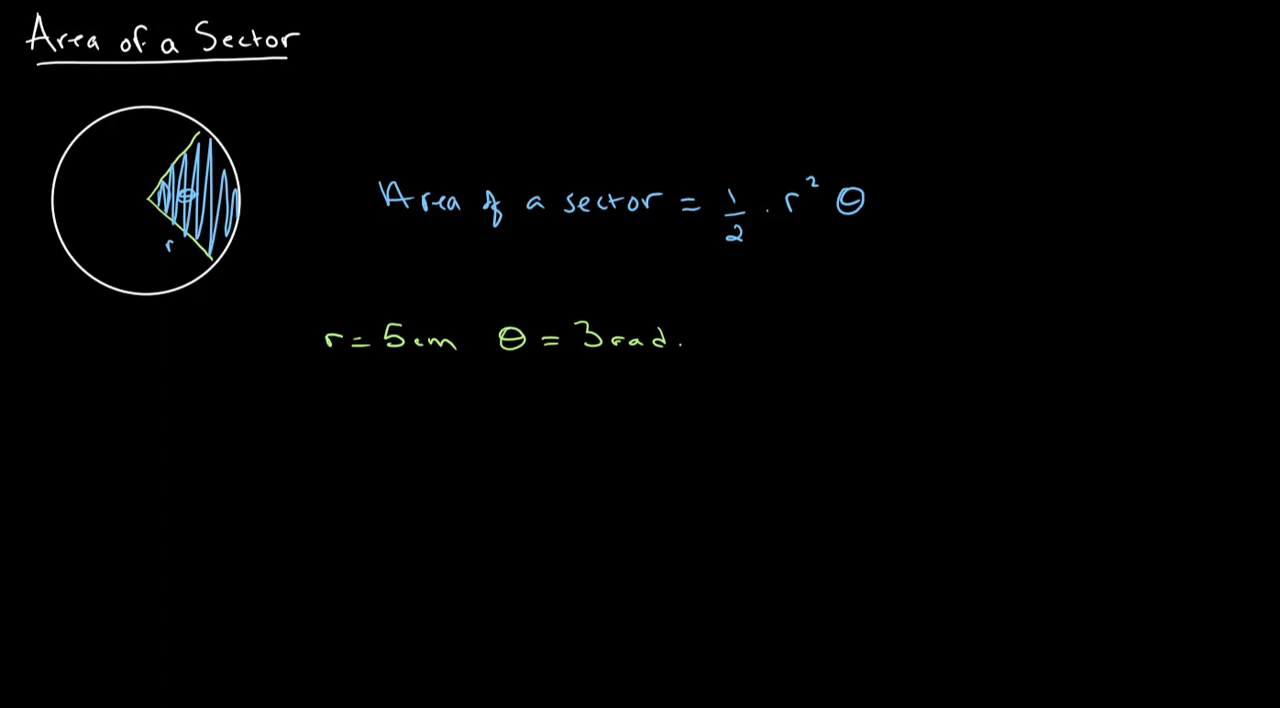 Area of a Sector
θ
r
Area of a sector = 1/2 . r² θ
r = 5cm θ = 3rad.